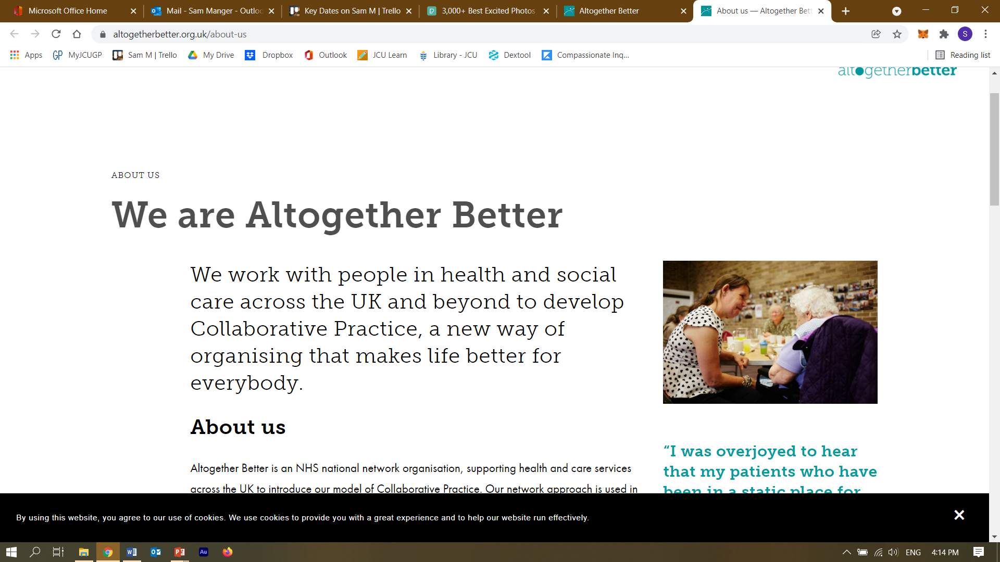 Microsoft Office Home
Mail - Sam Manger - Outloo
Key Dates on Sam M | Trello
3,000+ Best Excited Photos
Altogether Better
About us — Altogether Bett
altogetherbetter.org.uk/about-us
S
Apps
GP MyJCUGP
Sam M | Trello
My Drive
Dropbox
Outlook
JCU Learn
Library - JCU
Dextool
Compassionate Inq...
Reading list
altogetherbetter
ABOUT US
We are Altogether Better
We work with people in health and social
care across the UK and beyond to develop
Collaborative Practice, a new way of
organising that makes life better for
everybody.
About us
Altogether Better is an NHS national network organisation, supporting health and care services
across the UK to introduce our model of Collaborative Practice. Our network approach is used in
“I was overjoyed to hear
that my patients who have
been in a static place for
By using this website, you agree to our use of cookies. We use cookies to provide you with a great experience and to help our website run effectively.
Au
ENG
4:14 PM